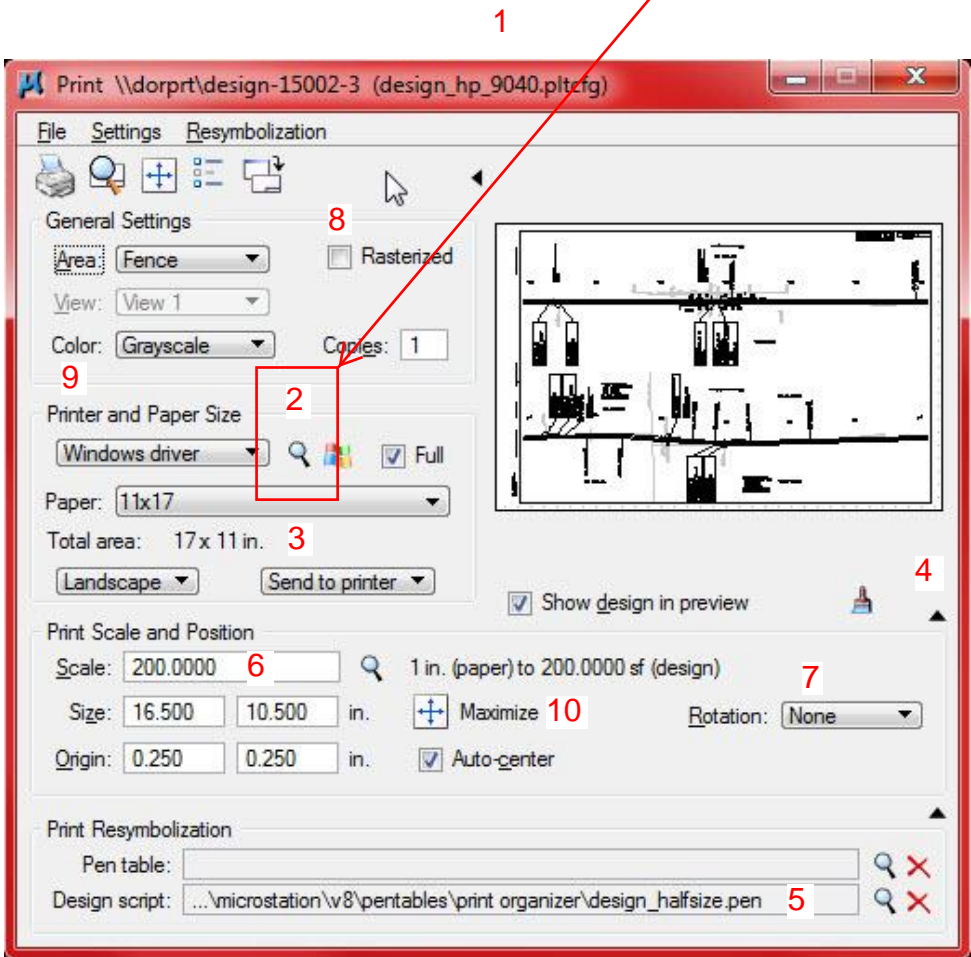 1
Print \\dorprt\design-15002-3 (design_hp_9040.pltcfg)
File Settings Resymbolization
General Settings
8
Area: Fence
Rasterized
View: View 1
Color: Grayscale
Copies: 1
9
2
Printer and Paper Size
Windows driver
Full
Paper: 11x17
Total area: 17 x 11 in. 3
Landscape
Send to printer
Show design in preview
4
Print Scale and Position
Scale: 200.0000 6
1 in. (paper) to 200.0000 sf (design)
7
Size: 16.500 10.500 in.
Maximize 10
Rotation: None
Origin: 0.250 0.250 in.
Auto-center
Print Resymbolization
Pen table:
Design script: ...\microstation\v8\pentables\print organizer\design_halfsize.pen 5